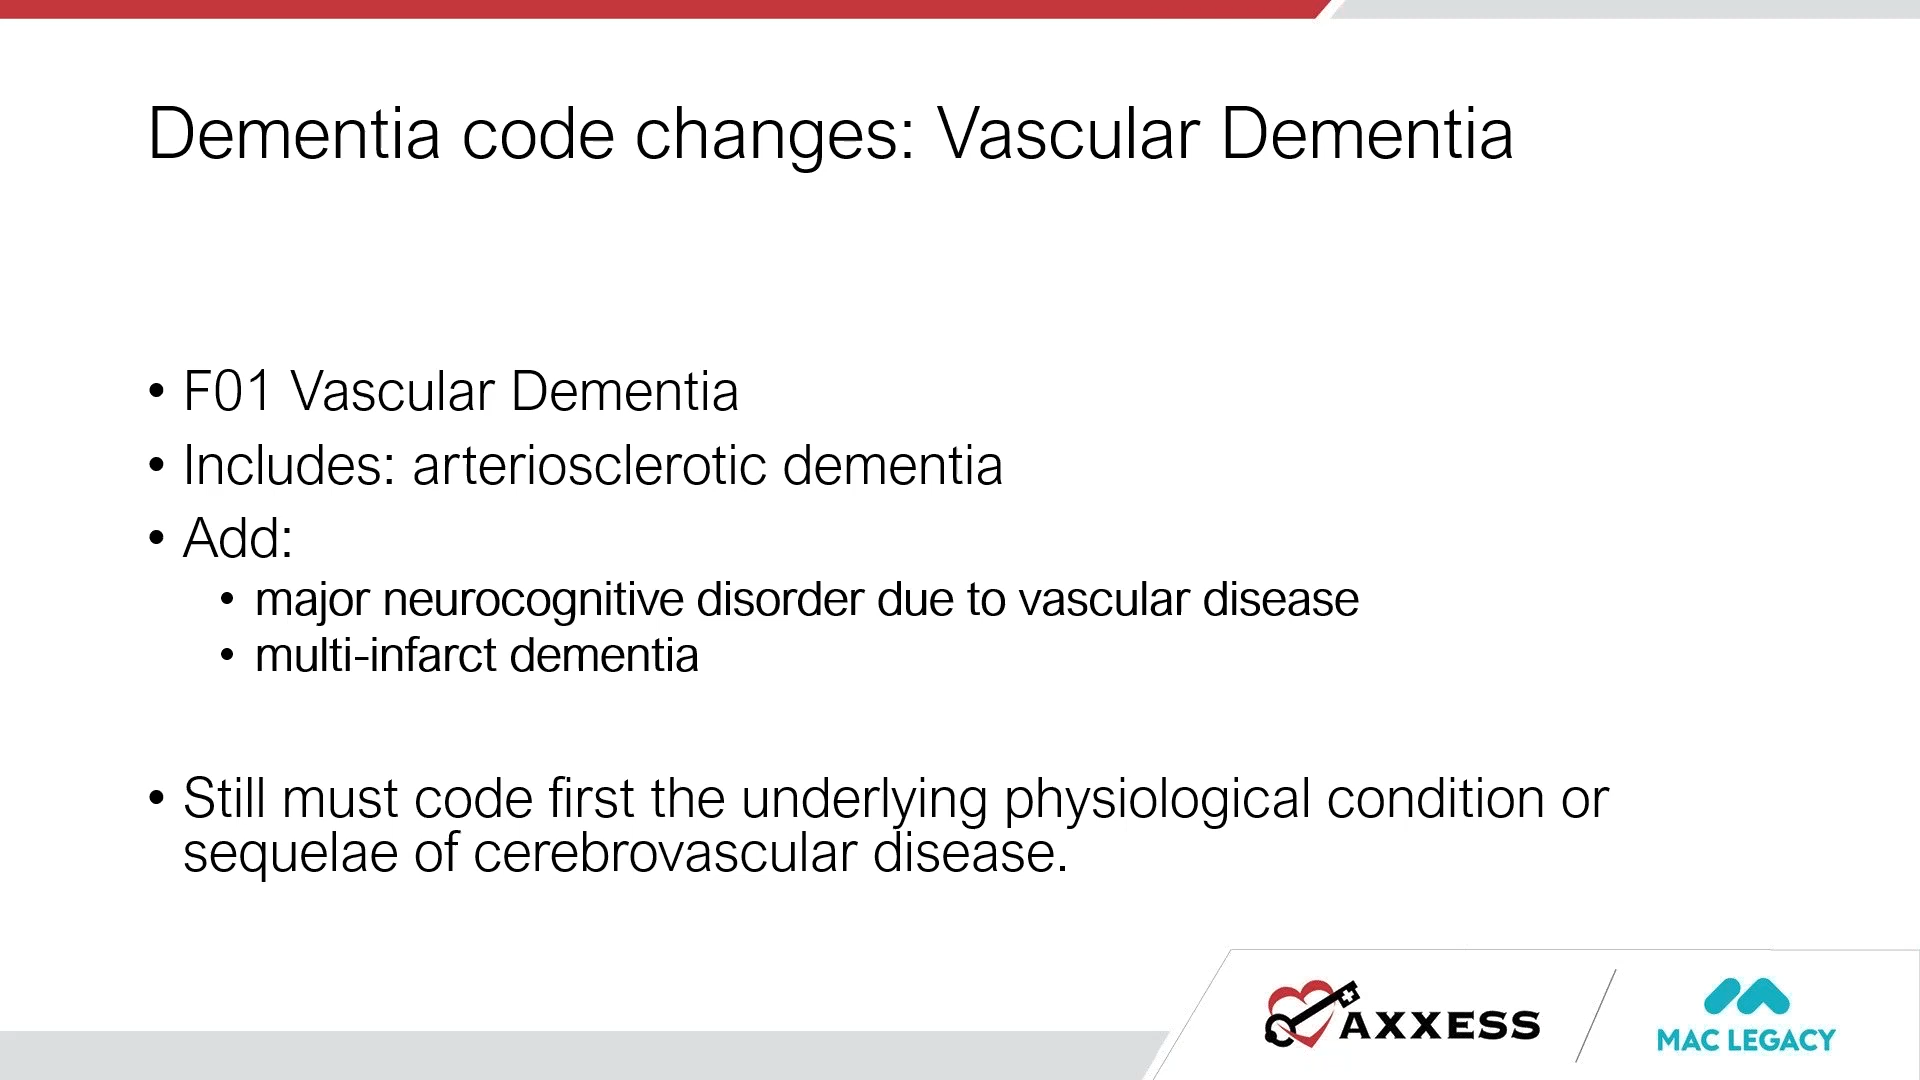 Dementia code changes: Vascular Dementia
• F01 Vascular Dementia
• Includes: arteriosclerotic dementia
• Add:
• major neurocognitive disorder due to vascular disease
• multi-infarct dementia
• Still must code first the underlying physiological condition or
sequelae of cerebrovascular disease.
AXXESS
MAC LEGACY